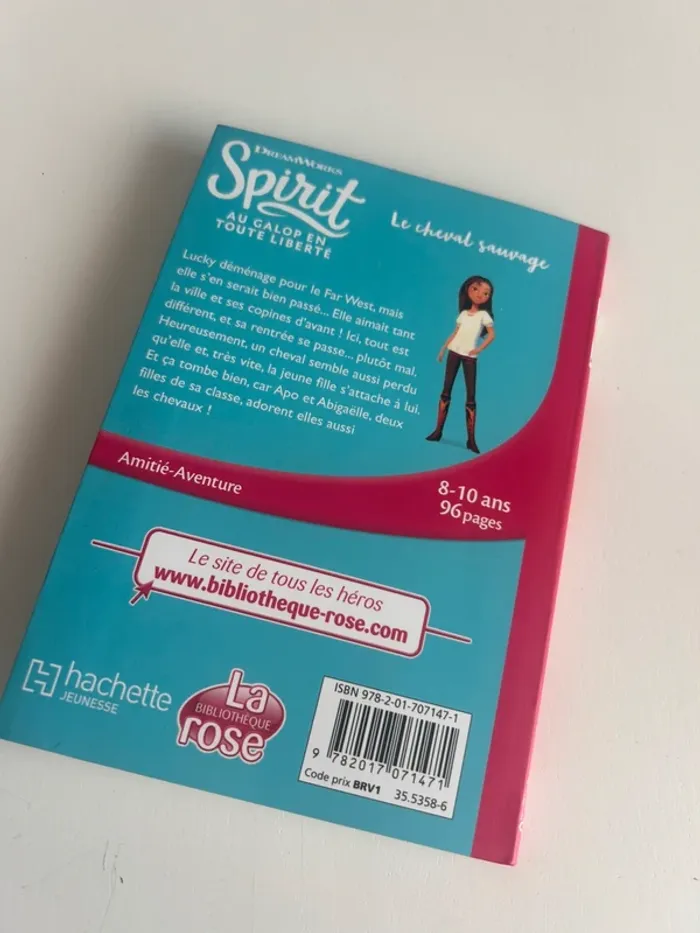 DREAMWORKS
Spirit
AU GALOP EN
TOUTE LIBERTÉ
Le cheval sauvage
Lucky déménage pour le Far West, mais
elle s'en serait bien passé... Elle aimait tant
la ville et ses copines d'avant ! Ici, tout est
différent, et sa rentrée se passe... plutôt mal.
Heureusement, un cheval semble aussi perdu
qu'elle et, très vite, la jeune fille s'attache à lui.
Et ça tombe bien, car Apo et Abigaëlle, deux
filles de sa classe, adorent elles aussi
les chevaux !
Amitié-Aventure
8-10 ans
96 pages
Le site de tous les héros
www.bibliotheque-rose.com
hachette
JEUNESSE
La
BIBLIOTHÈQUE
rose
ISBN 978-2-01-707147-1
9 782017 071471
Code prix BRV1 35.5358-6